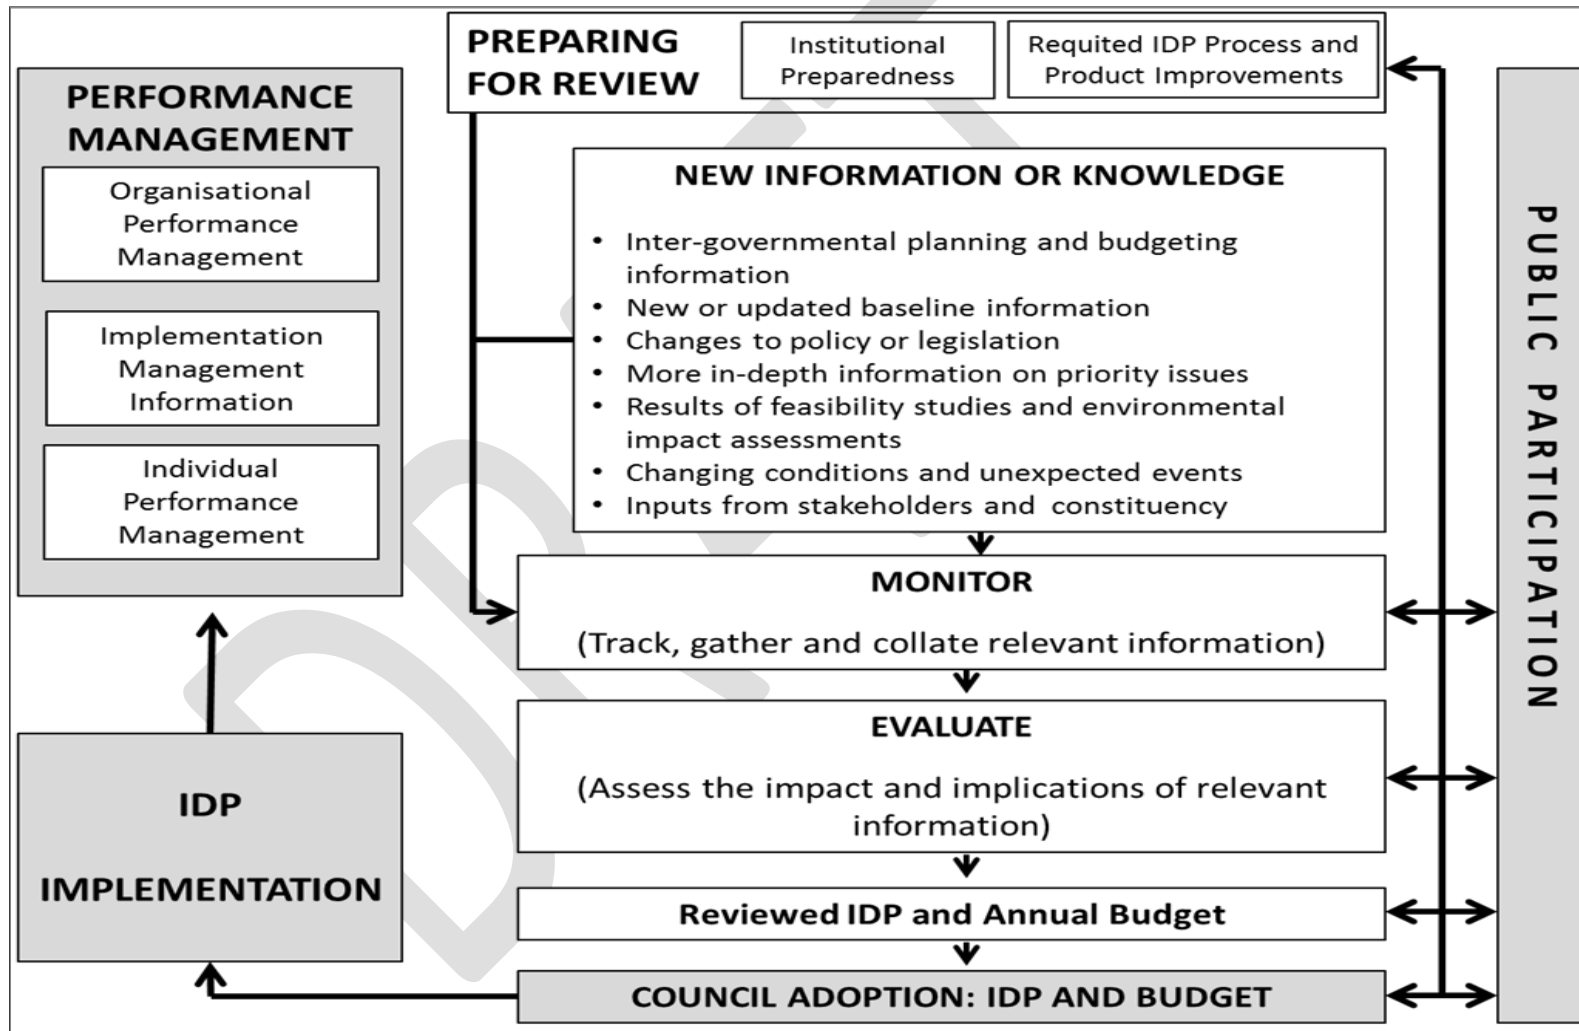 PREPARING
FOR REVIEW
Institutional
Preparedness
Requited IDP Process and
Product Improvements
PERFORMANCE
MANAGEMENT
Organisational
Performance
Management
Implementation
Management
Information
Individual
Performance
Management
NEW INFORMATION OR KNOWLEDGE
• Inter-governmental planning and budgeting
information
• New or updated baseline information
• Changes to policy or legislation
• More in-depth information on priority issues
• Results of feasibility studies and environmental
impact assessments
• Changing conditions and unexpected events
• Inputs from stakeholders and constituency
MONITOR
(Track, gather and collate relevant information)
EVALUATE
(Assess the impact and implications of relevant
information)
Reviewed IDP and Annual Budget
COUNCIL ADOPTION: IDP AND BUDGET
IDP
IMPLEMENTATION
PUBLIC PARTICIPATION
DRAFT